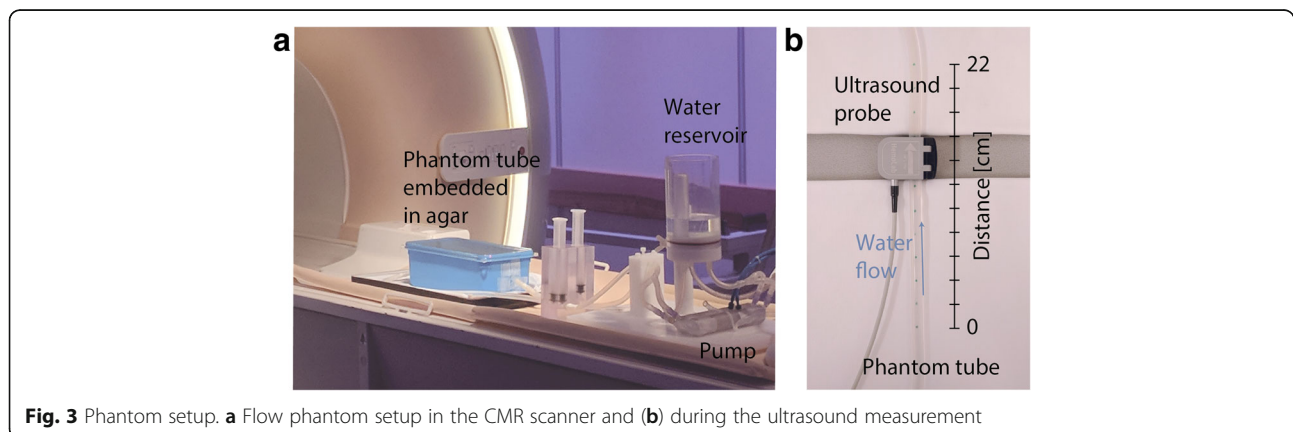 a
Water
reservoir
Phantom tube
embedded
in agar
Pump
b
22
Ultrasound
probe
Distance [cm]
Water
flow
0
Phantom tube
Fig. 3 Phantom setup. a Flow phantom setup in the CMR scanner and (b) during the ultrasound measurement